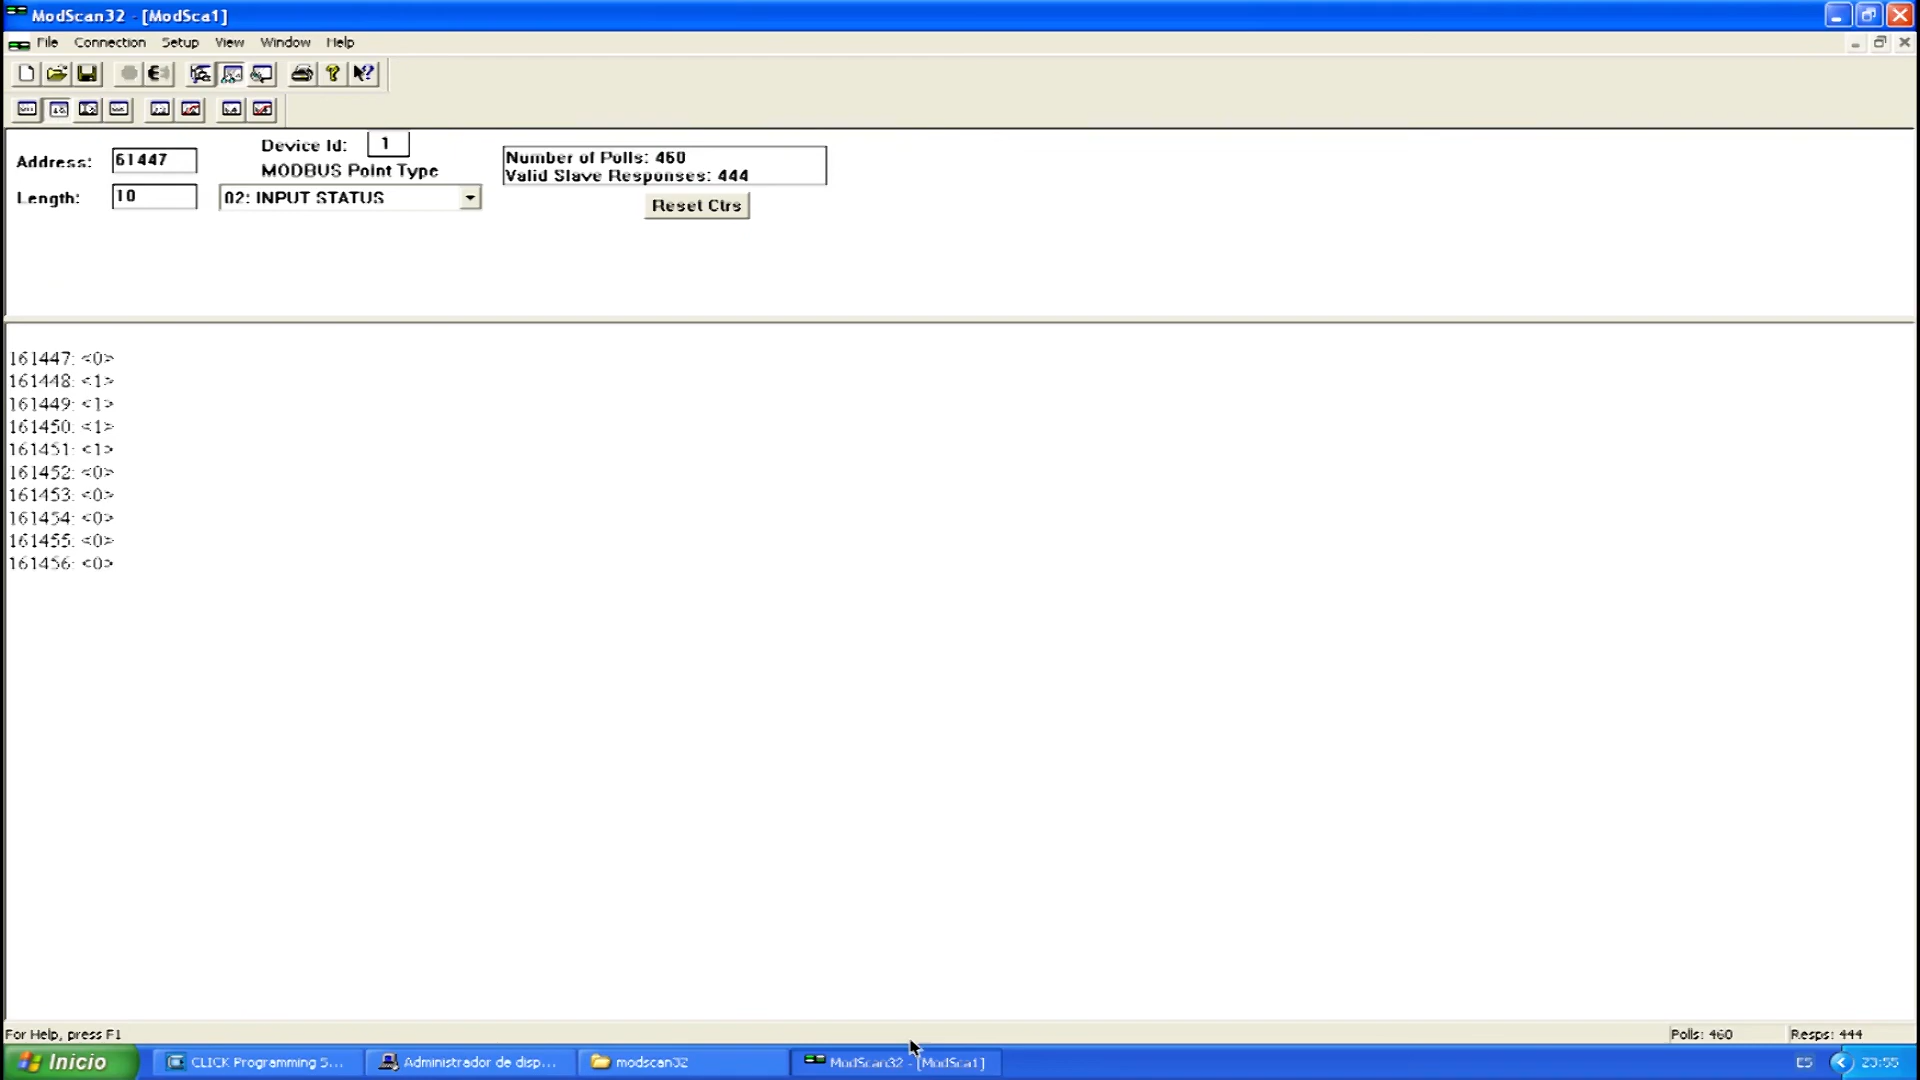 ModScan32 - [ModSca1]
File Connection Setup View Window Help
Address: 61447
Device Id: 1
MODBUS Point Type
Length: 10
02: INPUT STATUS
Number of Polls: 460
Valid Slave Responses: 444
Reset Ctrs
161447: <0>
161448: <1>
161449: <1>
161450: <1>
161451: <1>
161452: <0>
161453: <0>
161454: <0>
161455: <0>
161456: <0>
For Help, press F1
Polls: 460
Resps: 444
Inicio
CLICK Programming S...
Administrador de disp...
modscan32
ModScan32 - [ModSca1]
ES
23:55